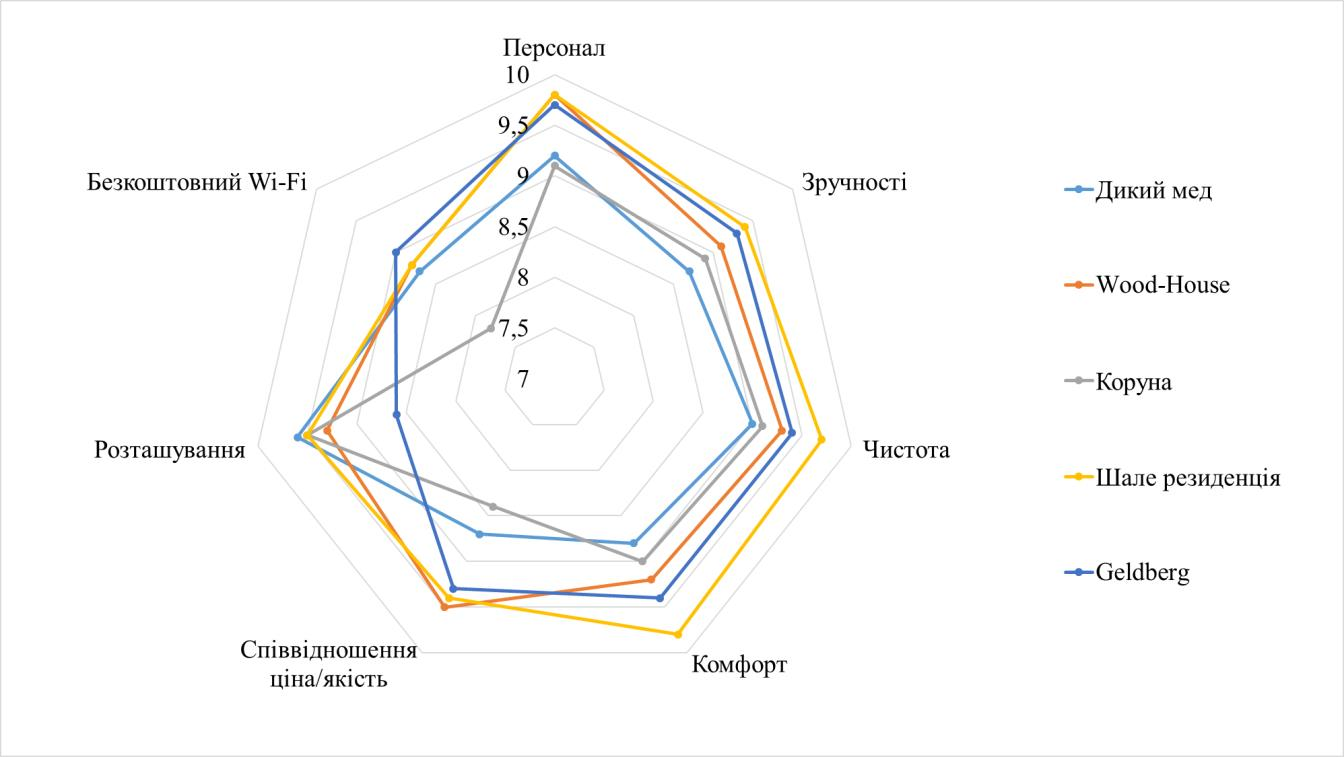 Персонал
10
9,5
9
8,5
8
7,5
7
Зручності
Чистота
Комфорт
Співвідношення
ціна/якість
Розташування
Безкоштовний Wi-Fi
Дикий мед
Wood-House
Коруна
Шале резиденція
Geldberg